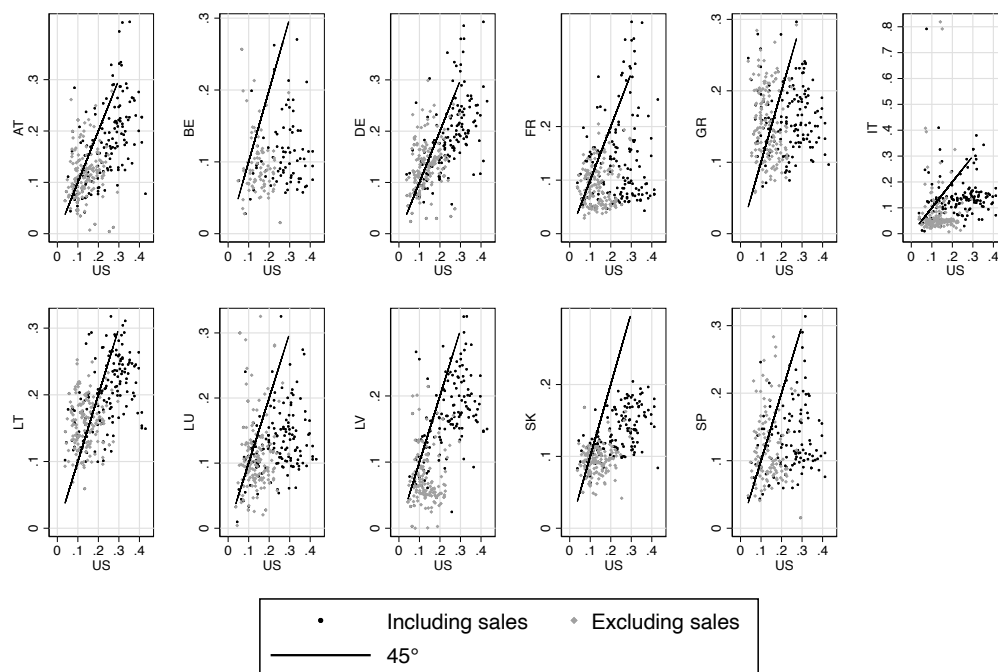 AT
0 .1 .2 .3
0 .1 .2 .3 .4
US
BE
0 .1 .2 .3
0 .1 .2 .3 .4
US
DE
0 .1 .2 .3
0 .1 .2 .3 .4
US
FR
0 .1 .2
0 .1 .2 .3 .4
US
GR
0 .1 .2
0 .1 .2 .3 .4
US
IT
0 .1 .2 .3 .4 .5 .6 .7 .8
0 .1 .2 .3 .4
US
LT
0 .1 .2 .3
0 .1 .2 .3 .4
US
LU
0 .1 .2 .3
0 .1 .2 .3 .4
US
LV
0 .1 .2 .3
0 .1 .2 .3 .4
US
SK
0 .1 .2
0 .1 .2 .3 .4
US
SP
0 .1 .2 .3
0 .1 .2 .3 .4
US
Including sales
Excluding sales
45°